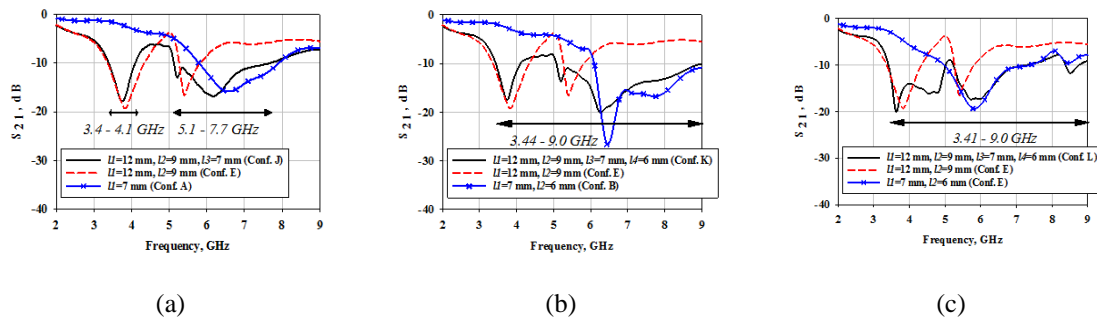 0
-10
-20
-30
-40
S21, dB
3.4 - 4.1 GHz
5.1 - 7.7 GHz
l1=12 mm, l2=9 mm, l3=7 mm (Conf. J)
l1=12 mm, l2=9 mm (Conf. E)
l1=7 mm (Conf. A)
2 3 4 5 6 7 8 9
Frequency, GHz
(a)
0
-10
-20
-30
-40
S21, dB
3.44 - 9.0 GHz
l1=12 mm, l2=9 mm, l3=7 mm, l4=6 mm (Conf. K)
l1=12 mm, l2=9 mm (Conf. E)
l1=7 mm, l2=6 mm (Conf. B)
2 3 4 5 6 7 8 9
Frequency, GHz
(b)
0
-10
-20
-30
-40
S21, dB
3.41 - 9.0 GHz
l1=12 mm, l2=9 mm, l3=7 mm, l4=6 mm (Conf. L)
l1=12 mm, l2=9 mm (Conf. E)
l1=7 mm, l2=6 mm (Conf. E)
2 3 4 5 6 7 8 9
Frequency, GHz
(c)